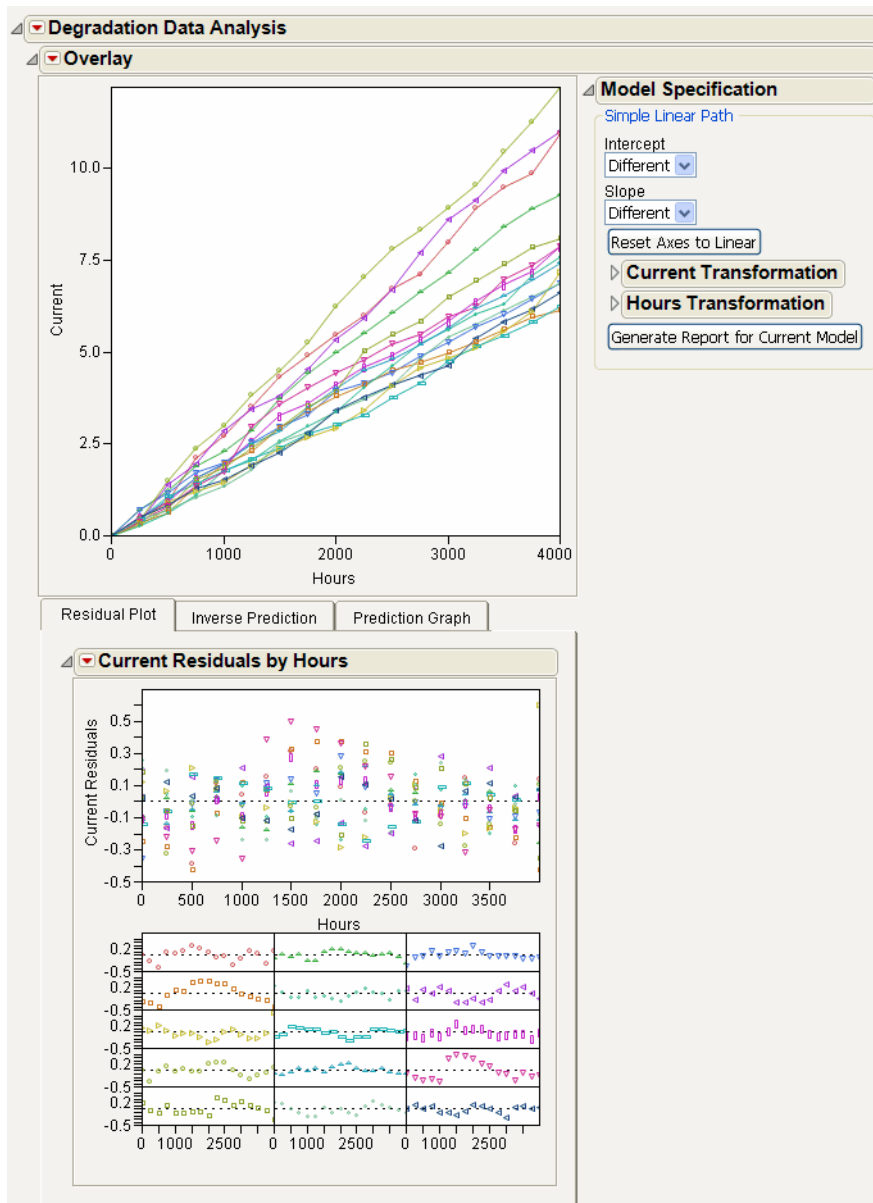 Degradation Data Analysis
Overlay
Model Specification
Simple Linear Path
Intercept
Different
Slope
Different
Reset Axes to Linear
Current Transformation
Hours Transformation
Generate Report for Current Model
Current
10.0
7.5
5.0
2.5
0.0
0 1000 2000 3000 4000
Hours
Residual Plot Inverse Prediction Prediction Graph
Current Residuals by Hours
Current Residuals
0.5
0.3
0.1
-0.1
-0.3
-0.5
0 500 1000 1500 2000 2500 3000 3500
Hours
0.2
-0.5
0.2
-0.5
0.2
-0.5
0.2
-0.5
0.2
-0.5
0 1000 2500 0 1000 2500 0 1000 2500